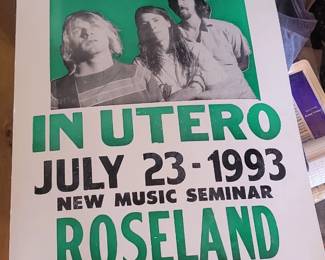 IN UTERO
JULY 23-1993
NEW MUSIC SEMINAR
ROSELAND